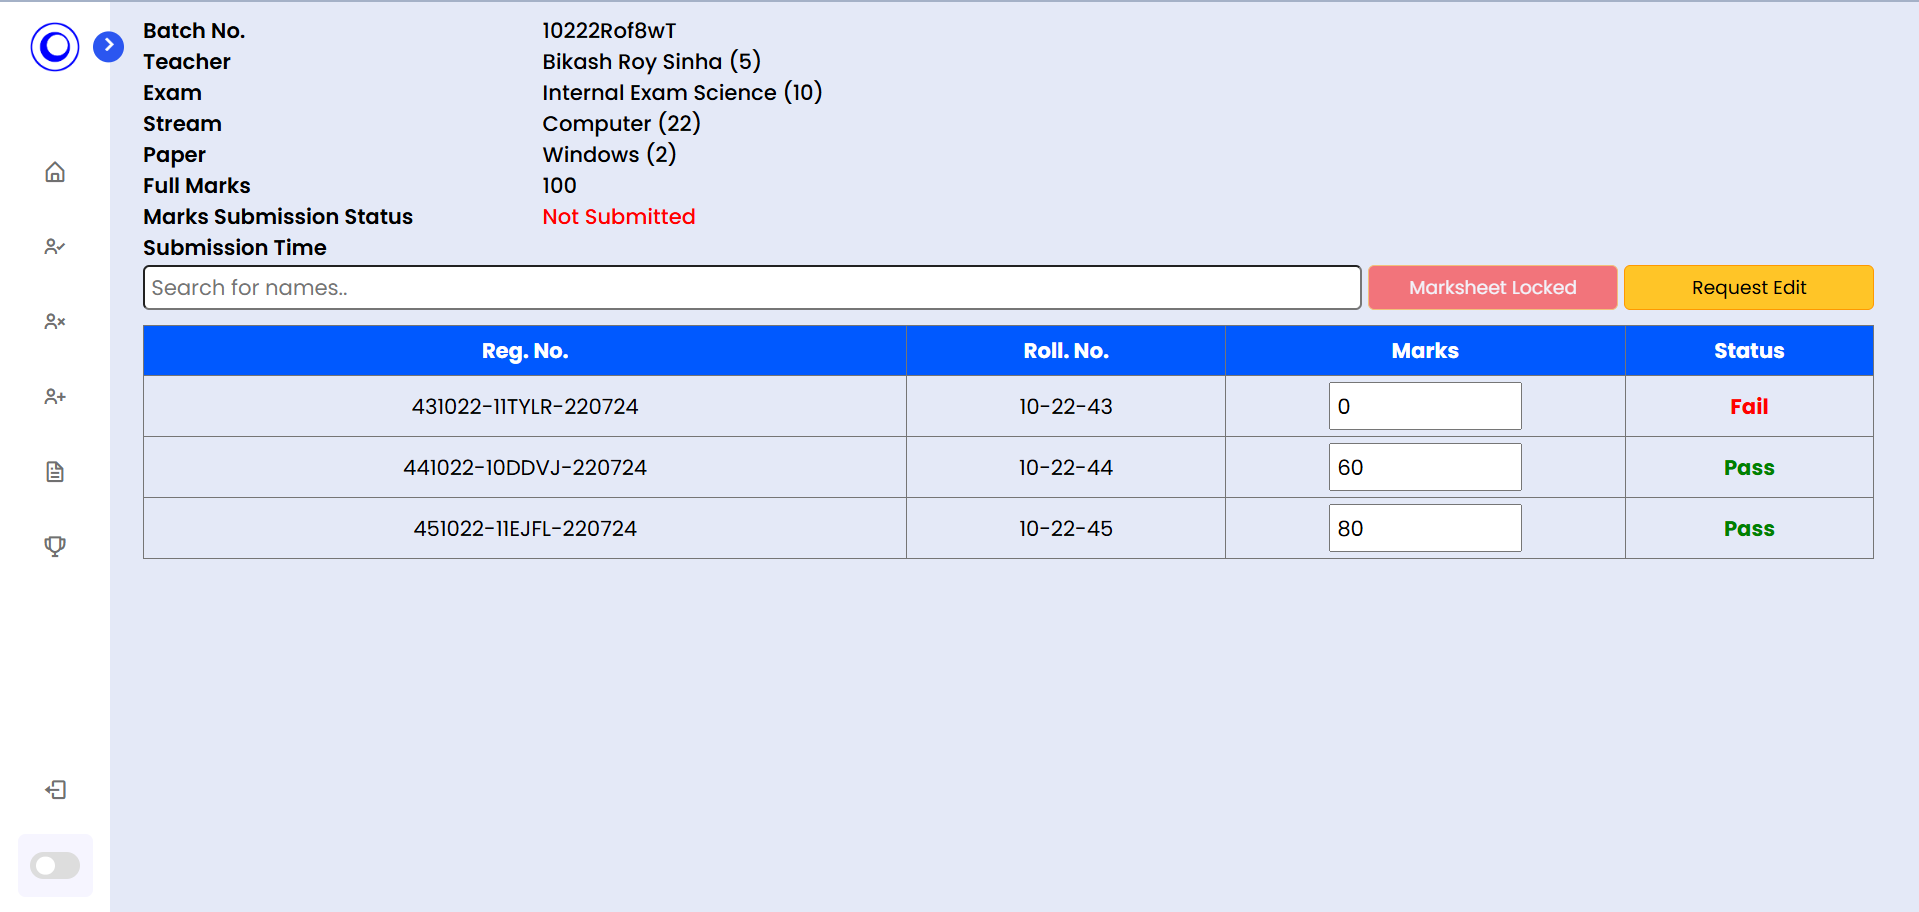 Batch No. 10222Rof8wT
Teacher Bikash Roy Sinha (5)
Exam Internal Exam Science (10)
Stream Computer (22)
Paper Windows (2)
Full Marks 100
Marks Submission Status Not Submitted
Submission Time
Search for names.. Marksheet Locked Request Edit
Reg. No. Roll. No. Marks Status
431022-11TYLR-220724 10-22-43 0 Fail
441022-10DDVJ-220724 10-22-44 60 Pass
451022-11EJFL-220724 10-22-45 80 Pass